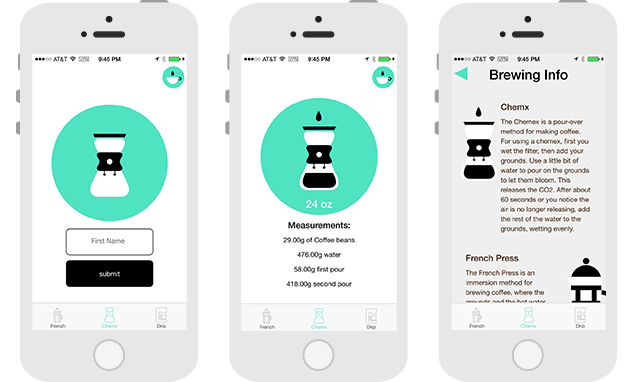 AT&T 9:45 PM
First Name
submit
French Chemx Drip
AT&T 9:45 PM
24 oz
Measurements:
29.00g of Coffee beans
476.00g water
58.00g first pour
418.00g second pour
French Chemx Drip
AT&T 9:45 PM
Brewing Info
Chemx
The Chemex is a pour-over
method for making coffee.
For using a chemex, first you
wet the filter, then add your
grounds. Use a little bit of
water to pour on the grounds
to let them bloom. This
releases the CO2. After about
60 seconds or you notice the
air is no longer releasing, add
the rest of the water to the
grounds, wetting evenly.
French Press
The French Press is an
immersion method for
brewing coffee, where the
grounds and the hot water
French Chemx Drip